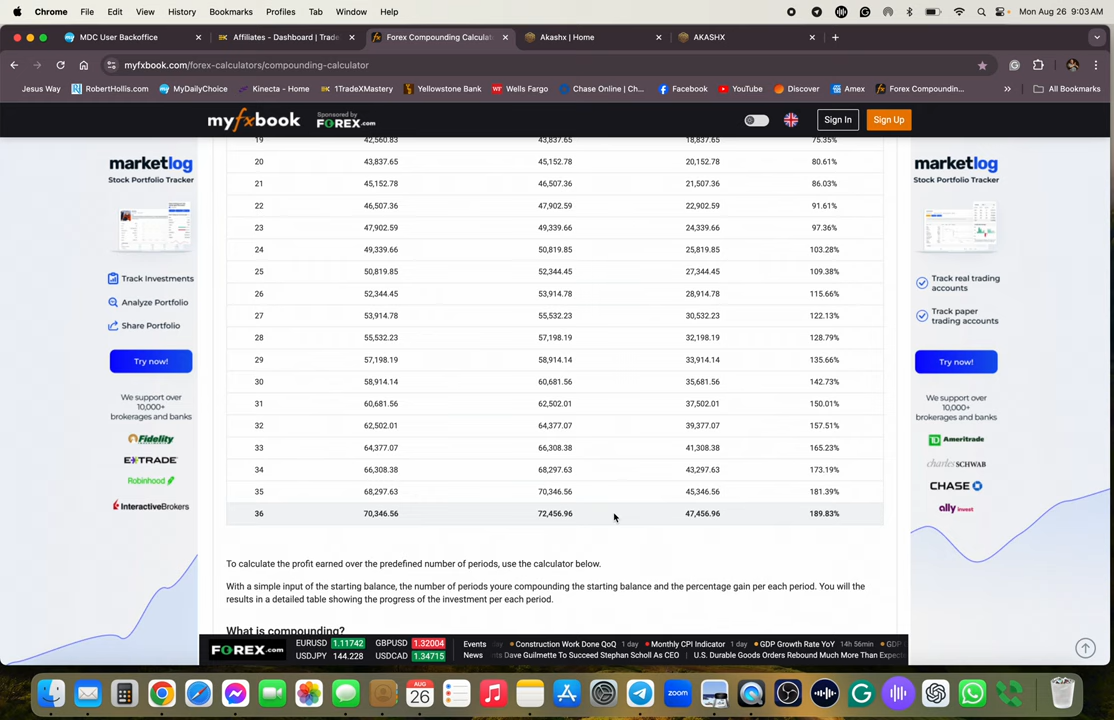 Chrome File Edit View History Bookmarks Profiles Tab Window Help Mon Aug 26 9:03 AM
MDC User Backoffice Affiliates - Dashboard | Trade Forex Compounding Calculat Akashx | Home AKASHX
myfxbook.com/forex-calculators/compounding-calculator
Jesus Way RobertHollis.com MyDailyChoice Kinecta - Home 1TradeXMastery Yellowstone Bank Wells Fargo Chase Online | Ch... Facebook YouTube Discover Amex Forex Compoundin... » All Bookmarks
myfxbook Sponsored by FOREX.com Sign In Sign Up
19 42,560.83 43,837.65 18,837.65 75.35%
20 43,837.65 45,152.78 20,152.78 80.61%
21 45,152.78 46,507.36 21,507.36 86.03%
22 46,507.36 47,902.59 22,902.59 91.61%
23 47,902.59 49,339.66 24,339.66 97.36%
24 49,339.66 50,819.85 25,819.85 103.28%
25 50,819.85 52,344.45 27,344.45 109.38%
26 52,344.45 53,914.78 28,914.78 115.66%
27 53,914.78 55,532.23 30,532.23 122.13%
28 55,532.23 57,198.19 32,198.19 128.79%
29 57,198.19 58,914.14 33,914.14 135.66%
30 58,914.14 60,681.56 35,681.56 142.73%
31 60,681.56 62,502.01 37,502.01 150.01%
32 62,502.01 64,377.07 39,377.07 157.51%
33 64,377.07 66,308.38 41,308.38 165.23%
34 66,308.38 68,297.63 43,297.63 173.19%
35 68,297.63 70,346.56 45,346.56 181.39%
36 70,346.56 72,456.96 47,456.96 189.83%
To calculate the profit earned over the predefined number of periods, use the calculator below.
With a simple input of the starting balance, the number of periods youre compounding the starting balance and the percentage gain per each period. You will the
results in a detailed table showing the progress of the investment per each period.
What is compounding?
marketlog
Stock Portfolio Tracker
Track Investments
Analyze Portfolio
Share Portfolio
Try now!
We support over
10,000+
brokerages and banks
Fidelity
E*TRADE
Robinhood
InteractiveBrokers
marketlog
Stock Portfolio Tracker
Track real trading
accounts
Track paper
trading accounts
Try now!
We support over
10,000+
brokerages and banks
Ameritrade
charles SCHWAB
CHASE
ally invest
FOREX.com
EURUSD 1.11742 GBPUSD 1.32004
USDJPY 144.228 USDCAD 1.34715
Events Construction Work Done QoQ 1 day Monthly CPI Indicator 1 day GDP Growth Rate YoY 14h 56min GDP
News Dave Guilmette To Succeed Stephan Scholl As CEO U.S. Durable Goods Orders Rebound Much More Than Expec
AUG
26
zoom